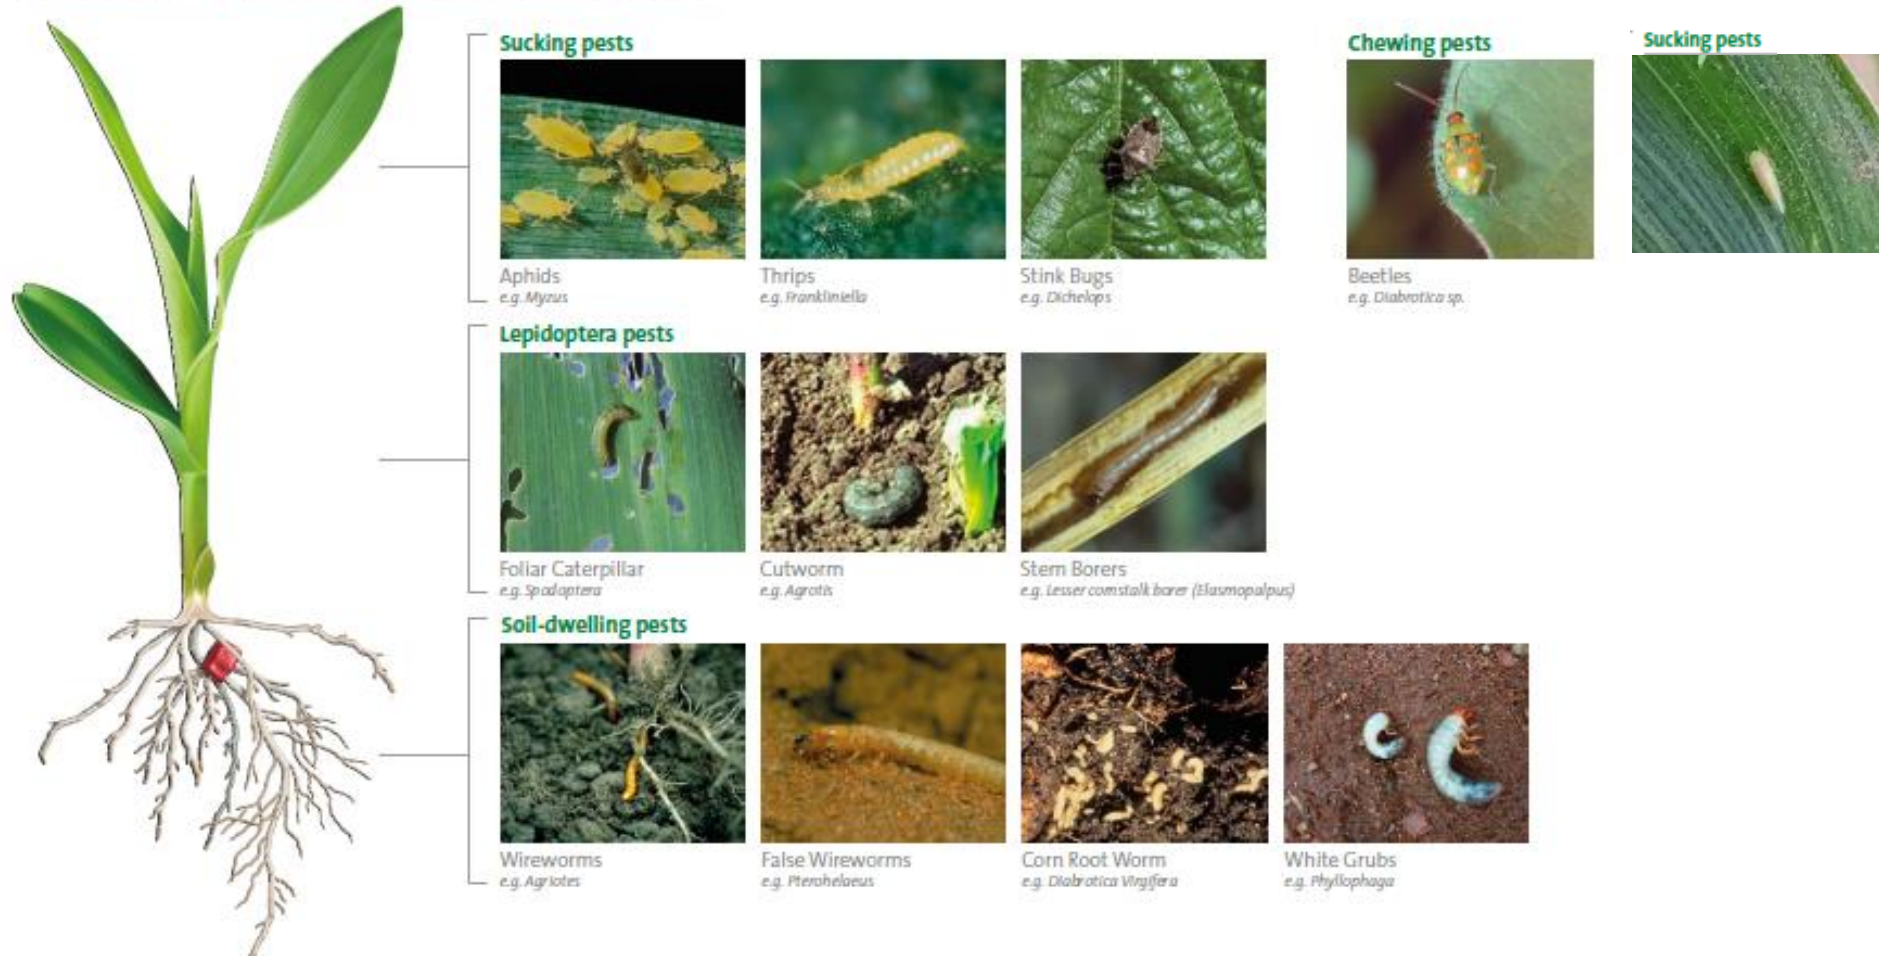 Sucking pests
Aphids
e.g. Myzus
Thrips
e.g. Frankliniella
Stink Bugs
e.g. Dichelops
Chewing pests
Beetles
e.g. Diabrotica sp.
Sucking pests
Lepidoptera pests
Foliar Caterpillar
e.g. Spodoptera
Cutworm
e.g. Agrotis
Stem Borers
e.g. Lesser cornstalk borer (Elasmopalpus)
Soil-dwelling pests
Wireworms
e.g. Agriotes
False Wireworms
e.g. Pterohelaeus
Corn Root Worm
e.g. Diabrotica Virgifera
White Grubs
e.g. Phyllophaga